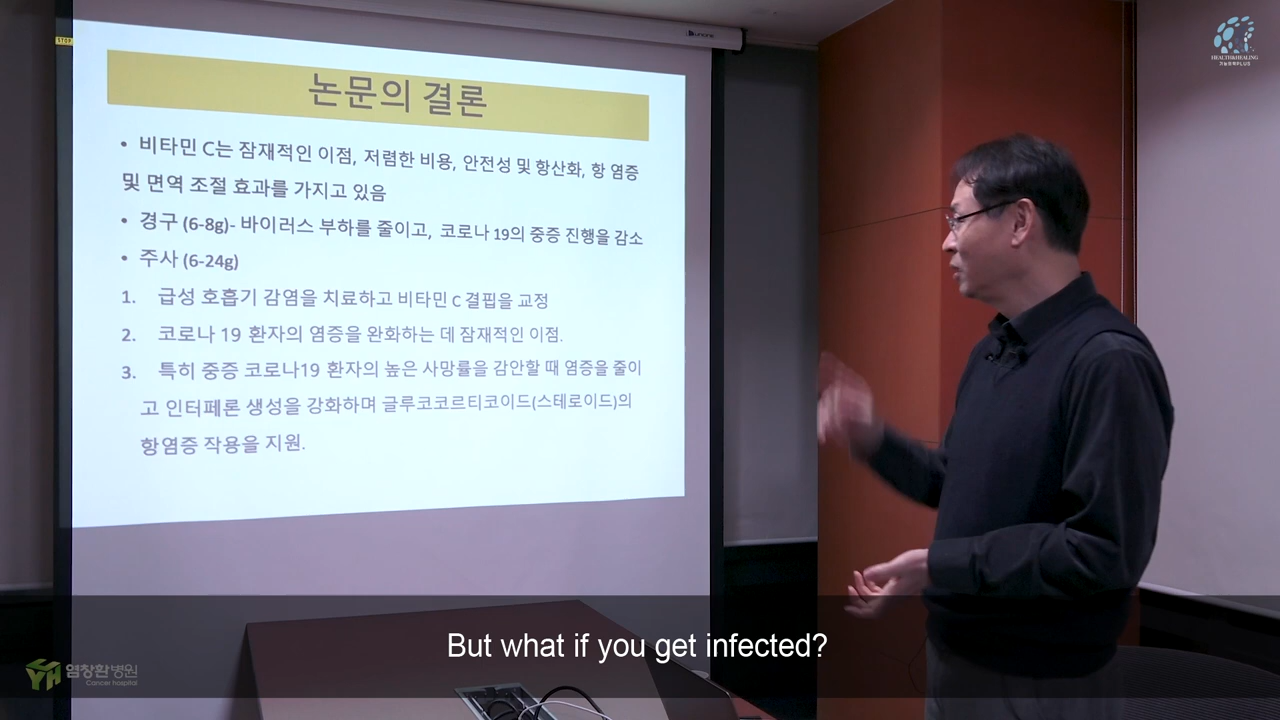 STOP
논문의 결론
• 비타민 C는 잠재적인 이점, 저렴한 비용, 안전성 및 항산화, 항 염증
및 면역 조절 효과를 가지고 있음
• 경구 (6-8g)- 바이러스 부하를 줄이고, 코로나 19의 중증 진행을 감소
• 주사 (6-24g)
1. 급성 호흡기 감염을 치료하고 비타민 C 결핍을 교정
2. 코로나 19 환자의 염증을 완화하는 데 잠재적인 이점.
3. 특히 중증 코로나19 환자의 높은 사망률을 감안할 때 염증을 줄이
고 인터페론 생성을 강화하며 글루코코르티코이드(스테로이드)의
항염증 작용을 지원.
HEALTH&HEALING
기능의학PLUS
But what if you get infected?
YH 염창환병원
Cancer hospital